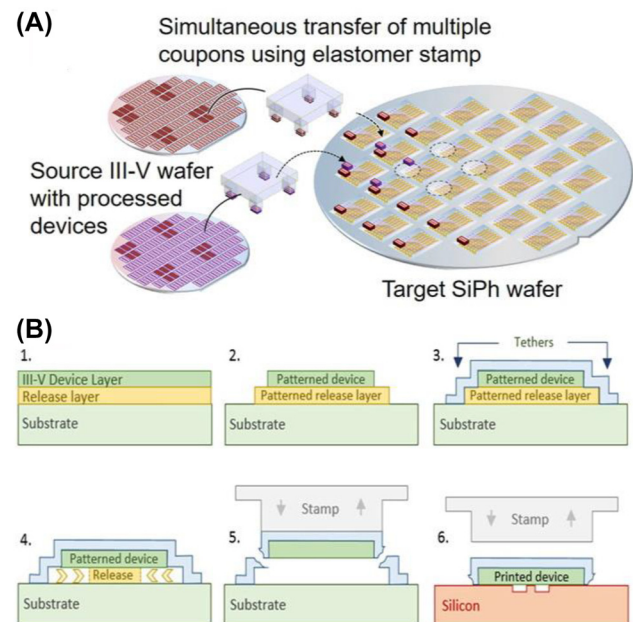 (A)
Simultaneous transfer of multiple
coupons using elastomer stamp
Source III-V wafer
with processed
devices
Target SiPh wafer
(B)
1.
III-V Device Layer
Release layer
Substrate
2.
Patterned device
Patterned release layer
Substrate
3.
Tethers
Patterned device
Patterned release layer
Substrate
4.
Patterned device
Release
Substrate
5.
Stamp
Substrate
6.
Stamp
Printed device
Silicon